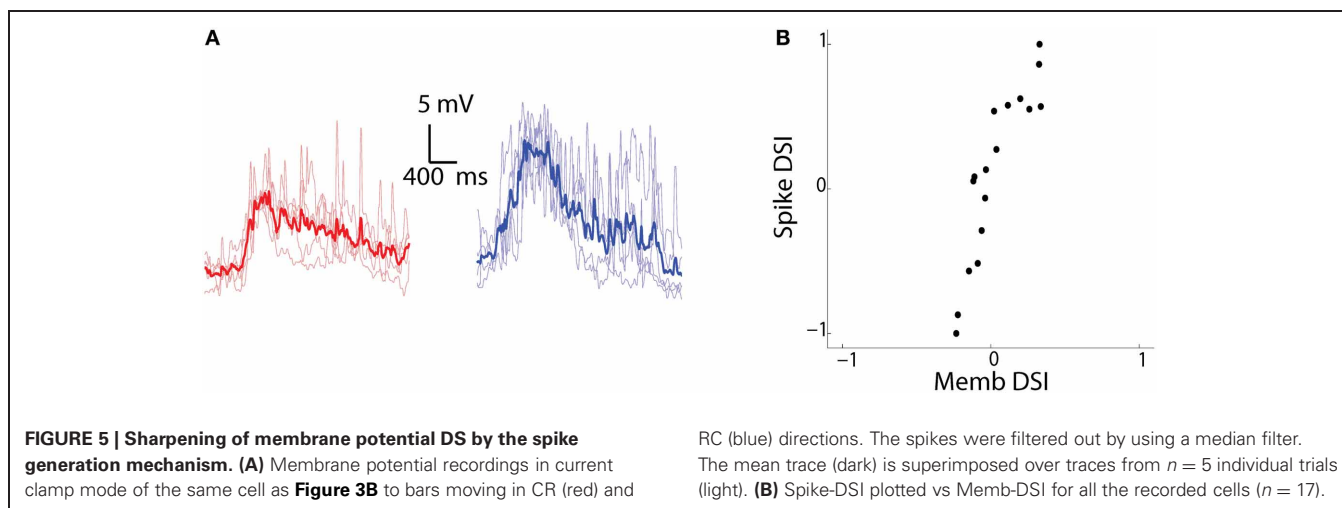 A
5 mV
400 ms
B
1
0
−1
Spike DSI
−1
0
1
Memb DSI
FIGURE 5 | Sharpening of membrane potential DS by the spike
generation mechanism. (A) Membrane potential recordings in current
clamp mode of the same cell as Figure 3B to bars moving in CR (red) and
RC (blue) directions. The spikes were filtered out by using a median filter.
The mean trace (dark) is superimposed over traces from n = 5 individual trials
(light). (B) Spike-DSI plotted vs Memb-DSI for all the recorded cells (n = 17).